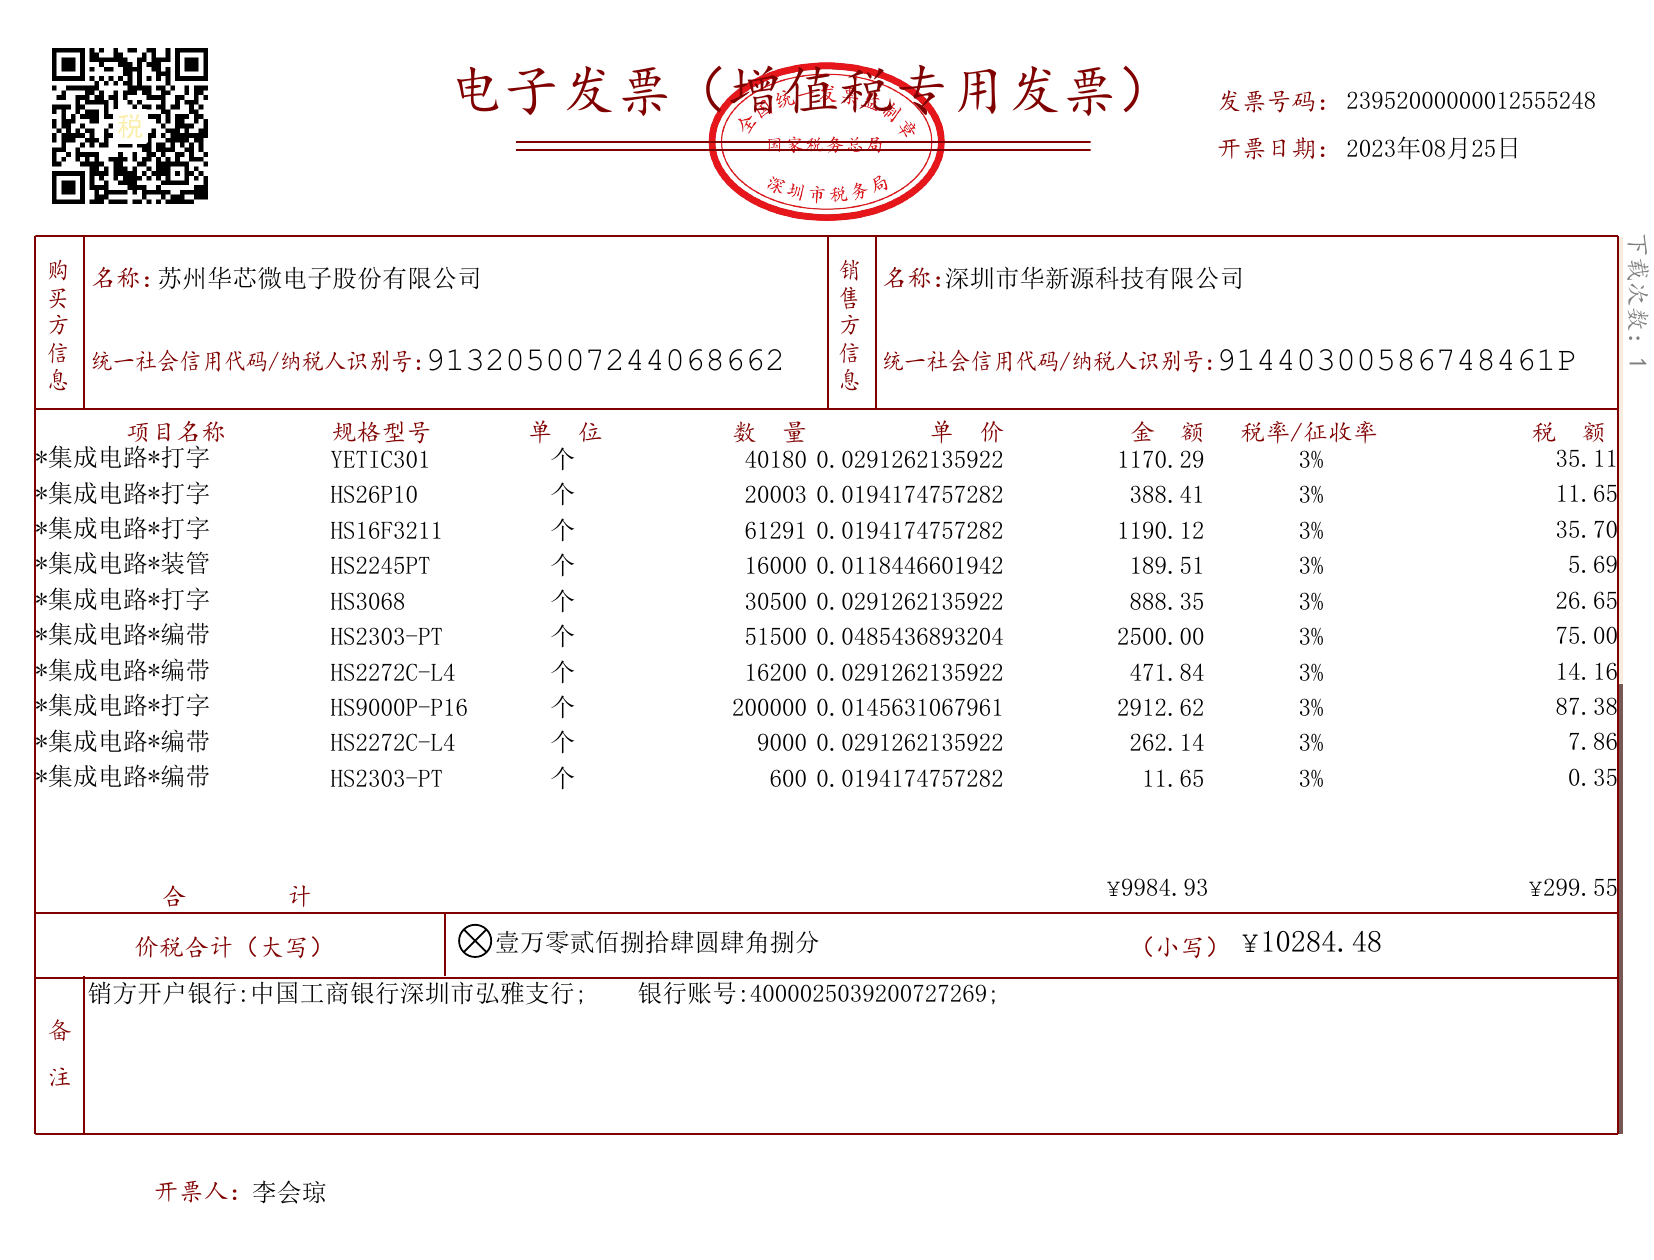 电子发票（增值税专用发票）
税
全国统一发票监制章
国家税务总局
深圳市税务局
发票号码：23952000000012555248
开票日期：2023年08月25日
下载次数：1
购买方信息
名称：苏州华芯微电子股份有限公司
统一社会信用代码/纳税人识别号：913205007244068662
销售方信息
名称：深圳市华新源科技有限公司
统一社会信用代码/纳税人识别号：91440300586748461P
项目名称 规格型号 单 位 数 量 单 价 金 额 税率/征收率 税 额
*集成电路*打字 YETIC301 个 40180 0.0291262135922 1170.29 3% 35.11
*集成电路*打字 HS26P10 个 20003 0.0194174757282 388.41 3% 11.65
*集成电路*打字 HS16F3211 个 61291 0.0194174757282 1190.12 3% 35.70
*集成电路*装管 HS2245PT 个 16000 0.0118446601942 189.51 3% 5.69
*集成电路*打字 HS3068 个 30500 0.0291262135922 888.35 3% 26.65
*集成电路*编带 HS2303-PT 个 51500 0.0485436893204 2500.00 3% 75.00
*集成电路*编带 HS2272C-L4 个 16200 0.0291262135922 471.84 3% 14.16
*集成电路*打字 HS9000P-P16 个 200000 0.0145631067961 2912.62 3% 87.38
*集成电路*编带 HS2272C-L4 个 9000 0.0291262135922 262.14 3% 7.86
*集成电路*编带 HS2303-PT 个 600 0.0194174757282 11.65 3% 0.35
合 计 ¥9984.93 ¥299.55
价税合计（大写） 壹万零贰佰捌拾肆圆肆角捌分 （小写） ¥10284.48
备注
销方开户银行:中国工商银行深圳市弘雅支行; 银行账号:4000025039200727269;
开票人：李会琼